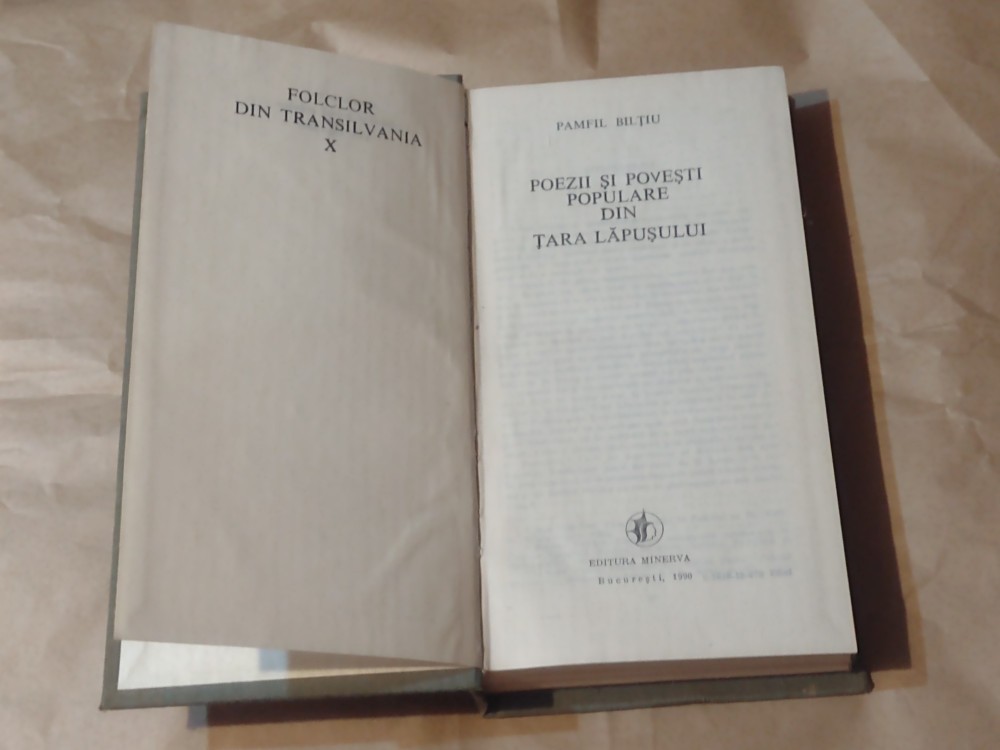 FOLCLOR
DIN TRANSILVANIA
X
PAMFIL BILȚIU
POEZII ȘI POVEȘTI
POPULARE
DIN
ȚARA LĂPUȘULUI
EDITURA MINERVA
București, 1990